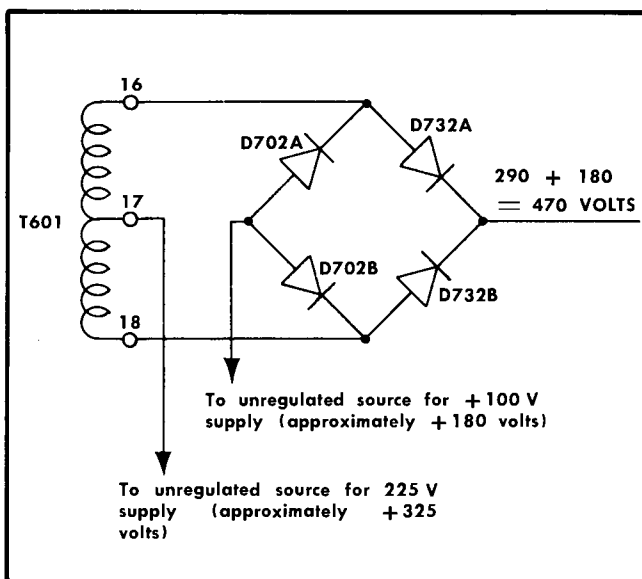 16
D702A
D732A
290 + 180
= 470 VOLTS
17
T601
D702B
D732B
18
To unregulated source for +100 V
supply (approximately +180 volts)
To unregulated source for 225 V
supply (approximately +325
volts)